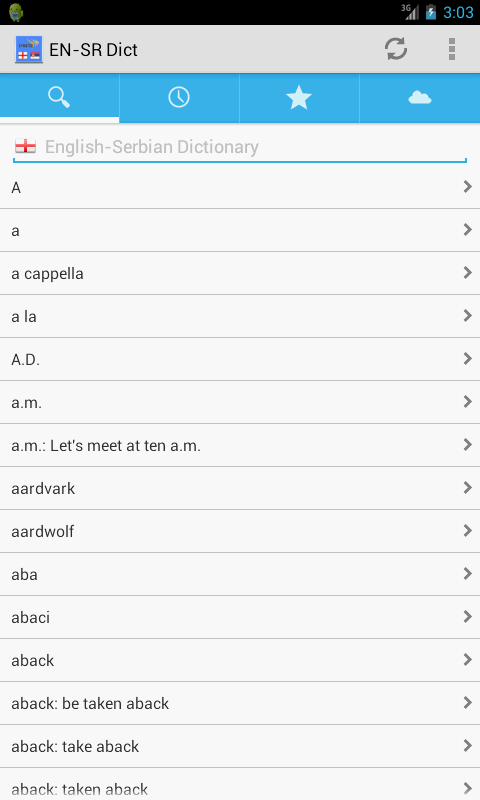 3G
3:03
EN-SR Dict
English-Serbian Dictionary
A
a
a cappella
a la
A.D.
a.m.
a.m.: Let's meet at ten a.m.
aardvark
aardwolf
aba
abaci
aback
aback: be taken aback
aback: take aback
aback: taken aback